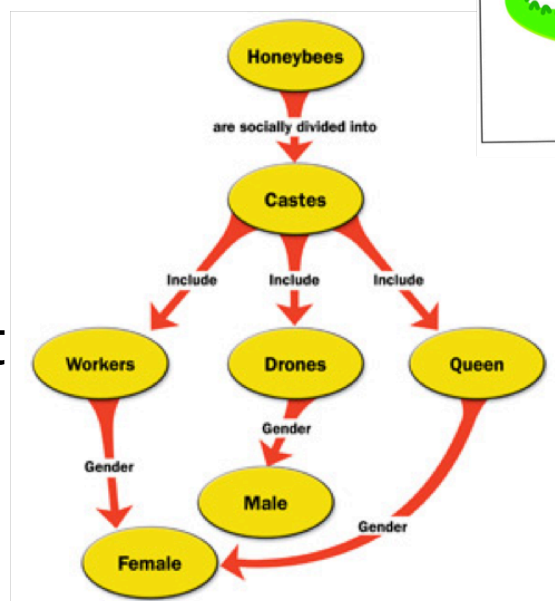 Honeybees
are socially divided into
Castes
Include Include Include
Workers Drones Queen
Gender
Gender
Male
Gender
Female